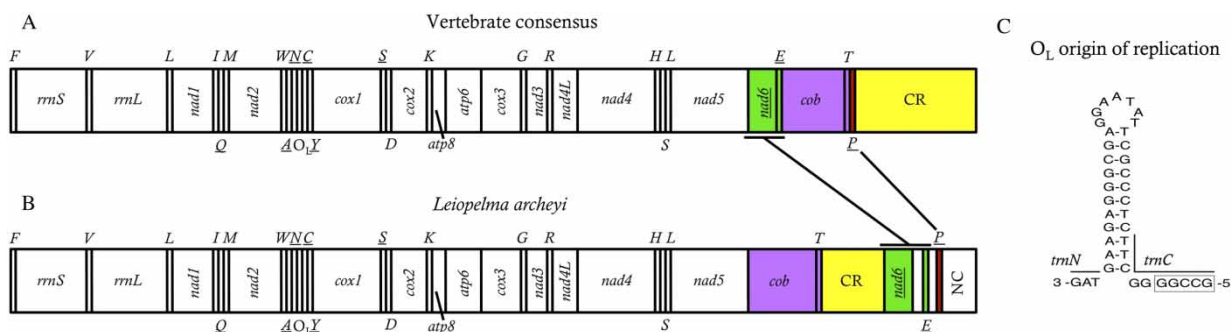 A Vertebrate consensus
F V L I M W N C S K G R H L E T
rrnS rrnL nad1 nad2 cox1 cox2 atp6 cox3 nad3 nad4L nad4 nad5 nad6 cob CR
Q A OL Y D atp8 S P
B Leiopelma archeyi
F V L I M W N C S K G R H L T P
rrnS rrnL nad1 nad2 cox1 cox2 atp6 cox3 nad3 nad4L nad4 nad5 cob CR nad6 NC
Q A OL Y D atp8 S E
C
OL origin of replication
A A
G T
G A
G T
A-T
G-C
C-G
G-C
G-C
A-T
G-C
A-T
A-T
trnN G-C trnC
3 -GAT GG GGCCG -5